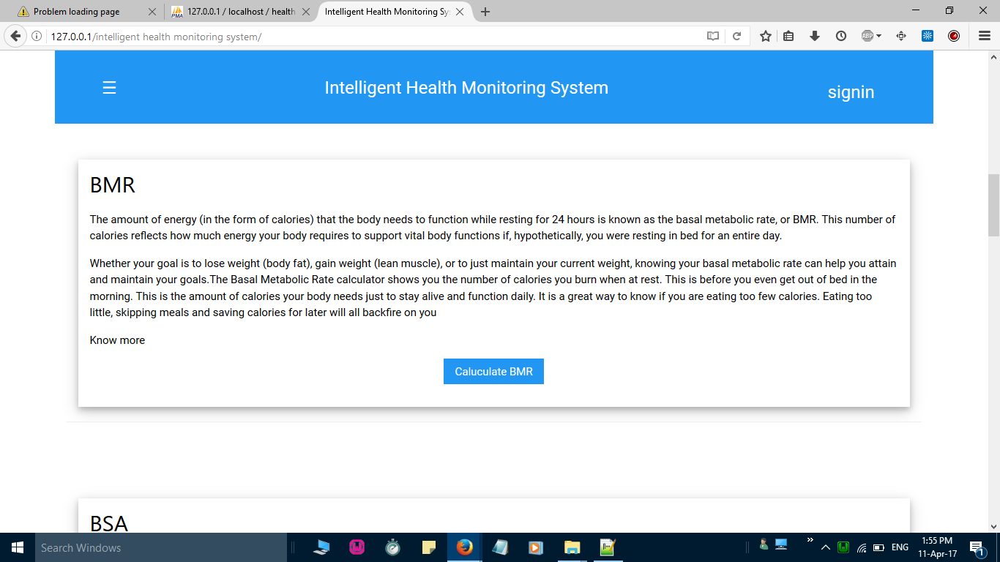 Problem loading page
127.0.0.1 / localhost / health
Intelligent Health Monitoring Sy
127.0.0.1/intelligent health monitoring system/
ABP
☰
Intelligent Health Monitoring System
signin
BMR
The amount of energy (in the form of calories) that the body needs to function while resting for 24 hours is known as the basal metabolic rate, or BMR. This number of
calories reflects how much energy your body requires to support vital body functions if, hypothetically, you were resting in bed for an entire day.
Whether your goal is to lose weight (body fat), gain weight (lean muscle), or to just maintain your current weight, knowing your basal metabolic rate can help you attain
and maintain your goals.The Basal Metabolic Rate calculator shows you the number of calories you burn when at rest. This is before you even get out of bed in the
morning. This is the amount of calories your body needs just to stay alive and function daily. It is a great way to know if you are eating too few calories. Eating too
little, skipping meals and saving calories for later will all backfire on you
Know more
Caluculate BMR
BSA
Search Windows
ENG
1:55 PM
11-Apr-17
1